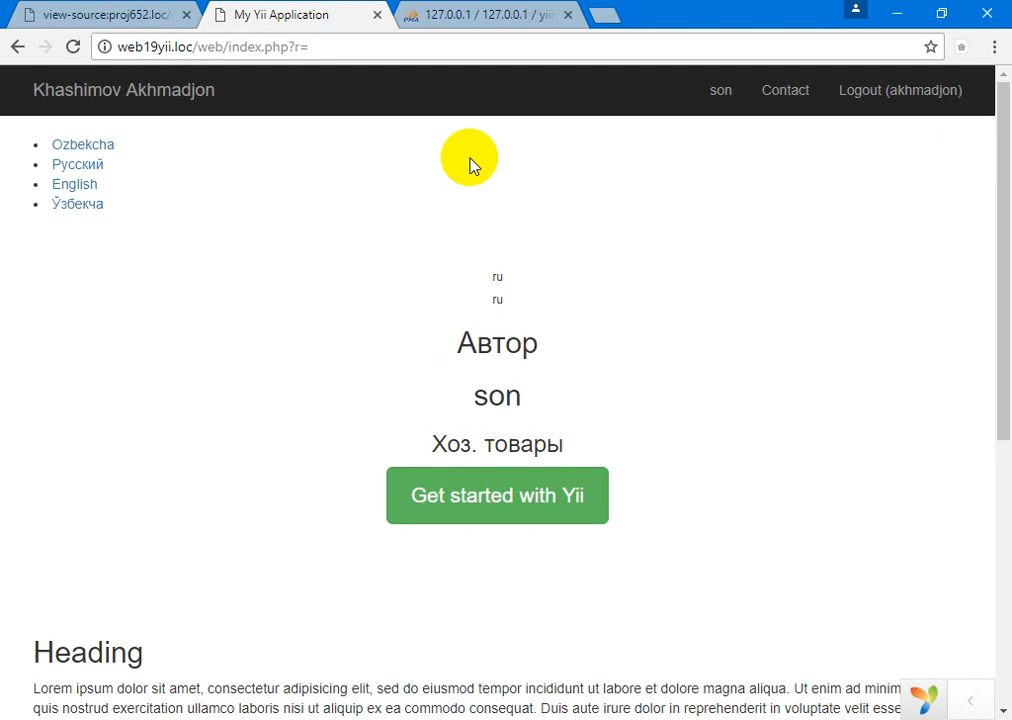 view-source:proj652.loc/
My Yii Application
PMA 127.0.0.1 / 127.0.0.1 / yii
web19yii.loc/web/index.php?r=
Khashimov Akhmadjon
son
Contact
Logout (akhmadjon)
Ozbekcha
Русский
English
Ўзбекча
ru
ru
Автор
son
Хоз. товары
Get started with Yii
Heading
Lorem ipsum dolor sit amet, consectetur adipisicing elit, sed do eiusmod tempor incididunt ut labore et dolore magna aliqua. Ut enim ad minim
quis nostrud exercitation ullamco laboris nisi ut aliquip ex ea commodo consequat. Duis aute irure dolor in reprehenderit in voluptate velit esse